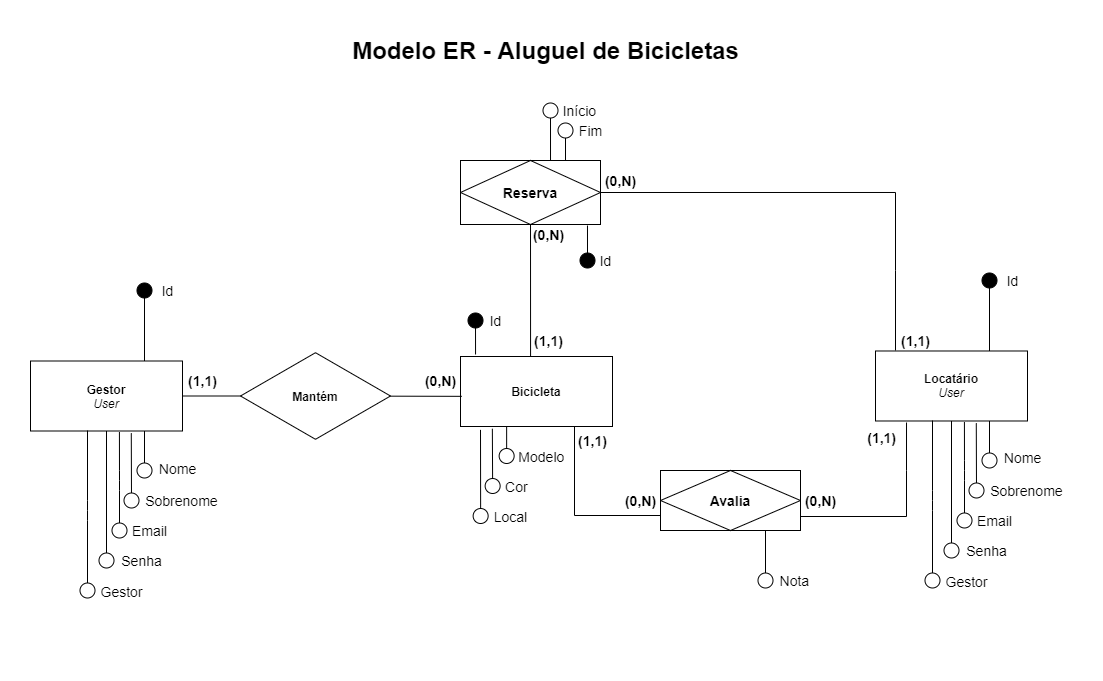 Modelo ER - Aluguel de Bicicletas
Início
Fim
Reserva
(0,N)
(0,N)
Id
Id
Id
Id
(1,1)
(1,1)
Gestor
User
(1,1)
Mantém
(0,N)
Bicicleta
Locatário
User
(1,1)
(1,1)
Nome
Sobrenome
Email
Senha
Gestor
Modelo
Cor
Local
(0,N)
Avalia
(0,N)
Nota
Nome
Sobrenome
Email
Senha
Gestor